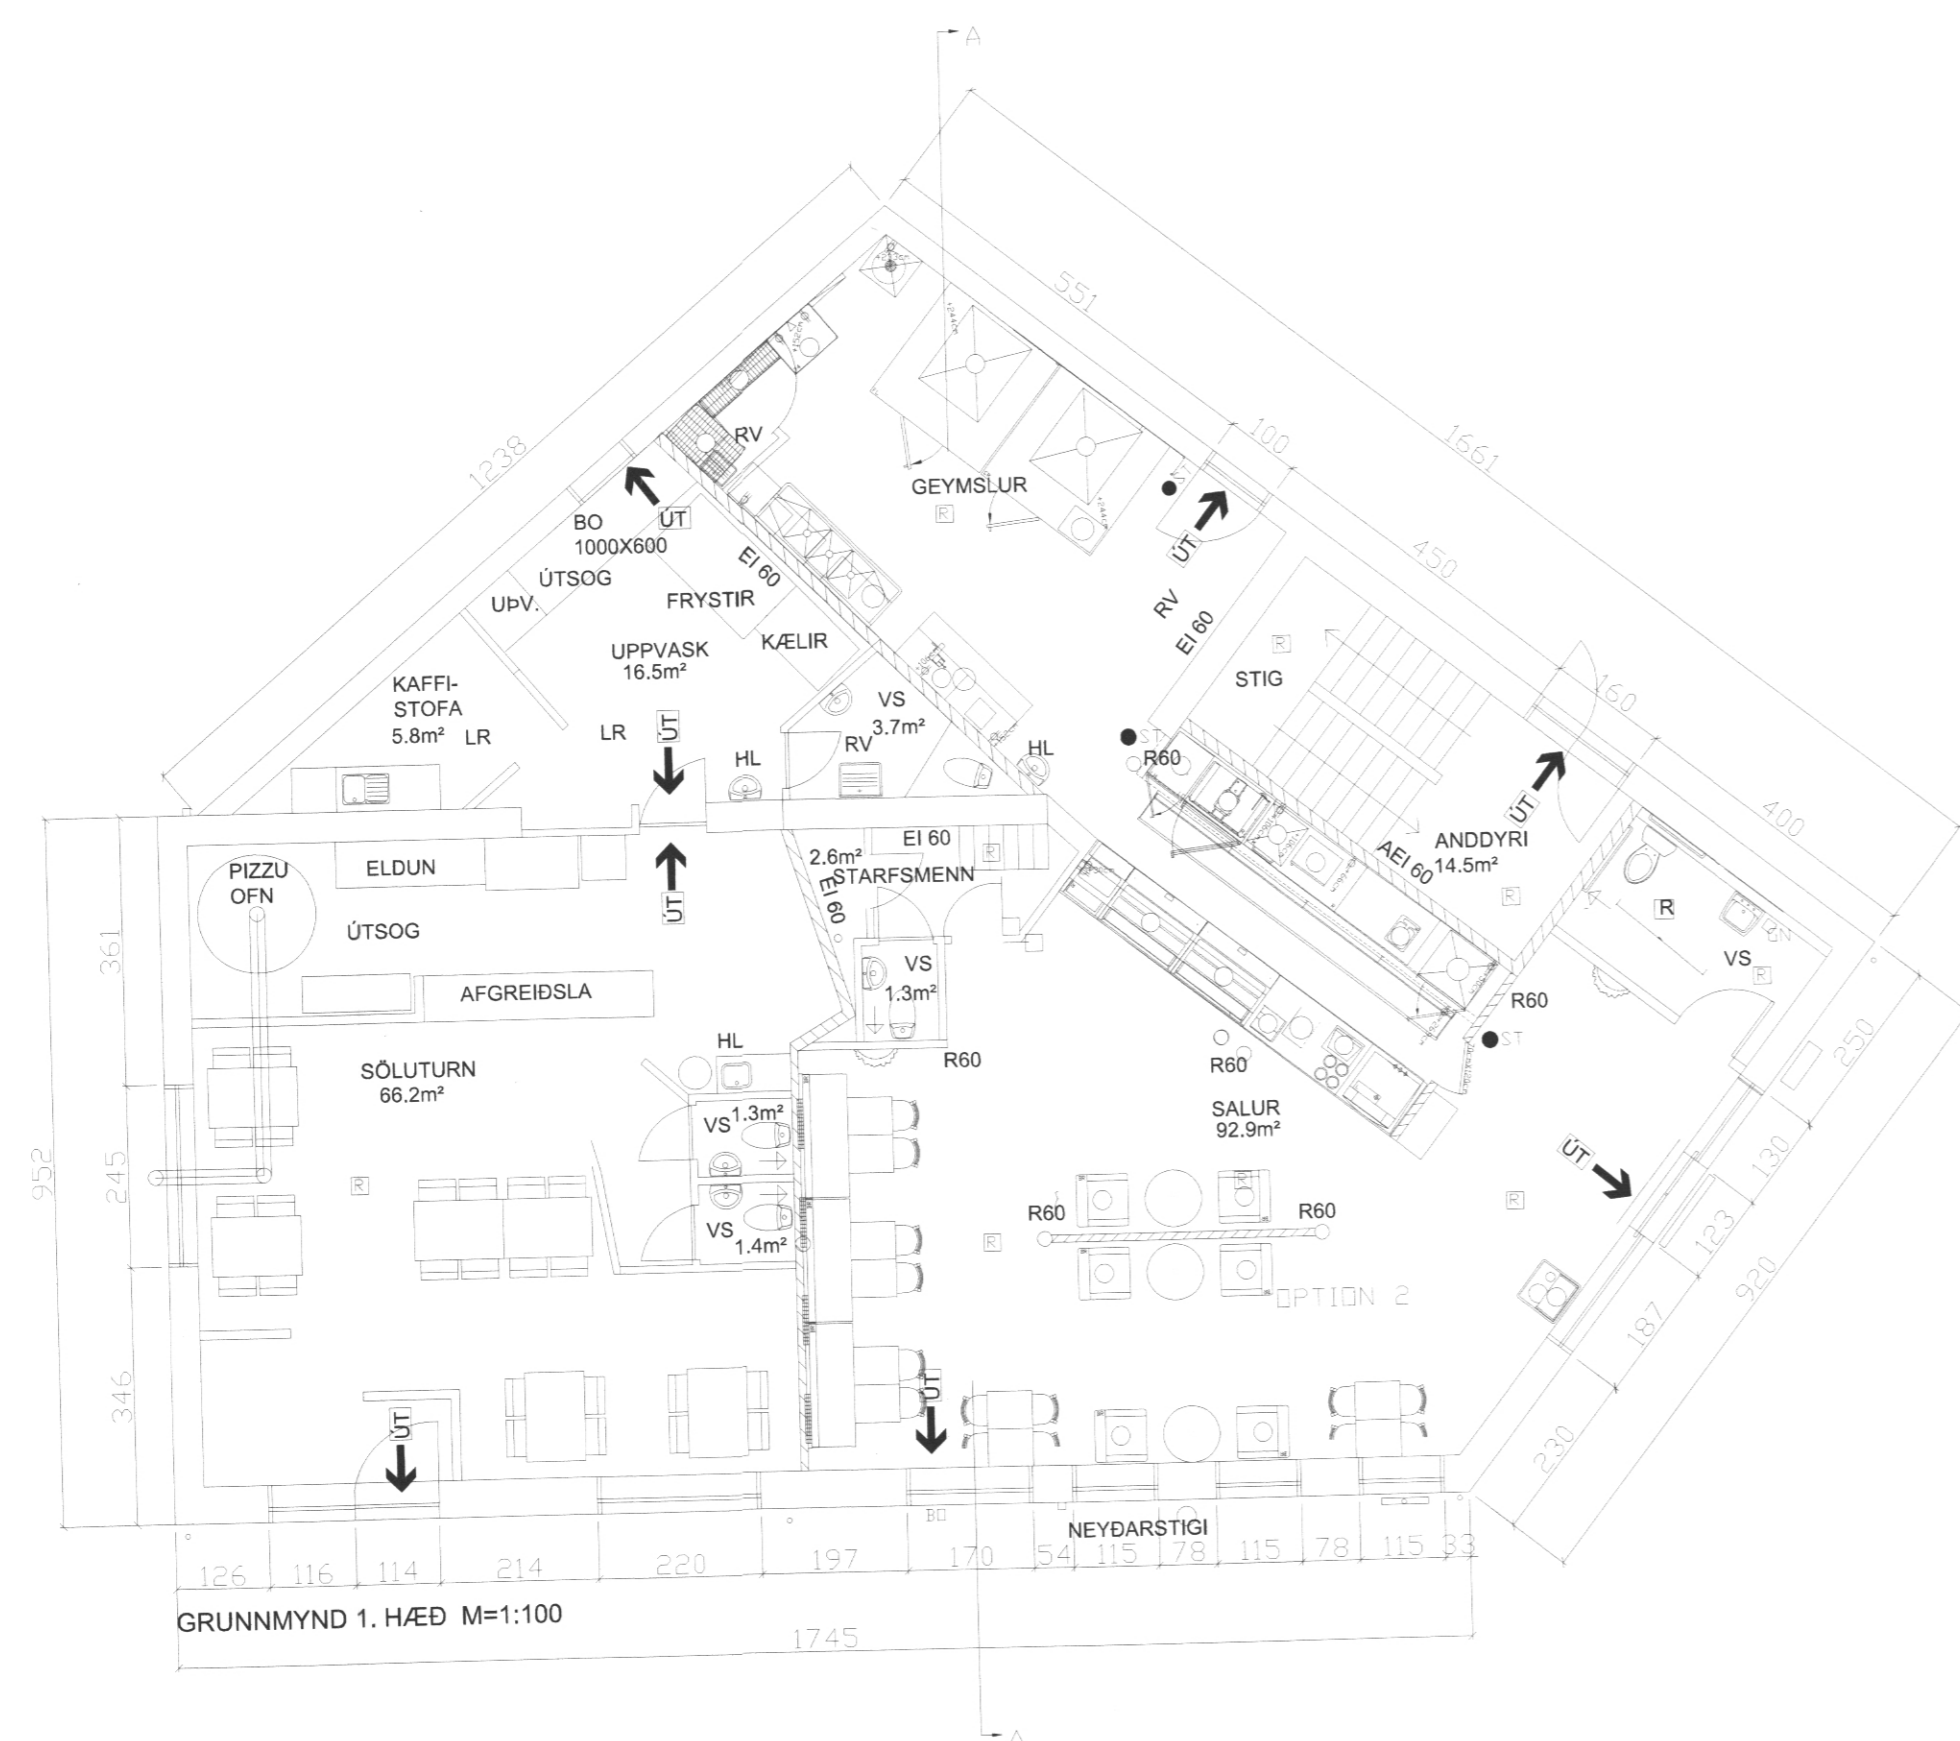 A
551
100
1661
1238
+244cm
RV
GEYMSLUR
R
ST
+244cm
BO
1000X600
ÚT
ÚT
450
ÚTSOG
EI 60
UÞV.
FRYSTIR
RV
EI 60
R
UPPVASK
16.5m²
KÆLIR
STIG
160
KAFFI-
STOFA
5.8m²
LR
LR
ÚT
VS
3.7m²
RV
HL
HL
ST
R60
ÚT
400
EI 60
2.6m²
STARFSMENN
EI 60
R
ANDDYRI
14.5m²
AEI 60
R
R
VS
R
PIZZU
OFN
ELDUN
ÚT
ÚTSOG
361
AFGREIÐSLA
VS
1.3m²
R60
ST
HL
R60
R60
250
SÖLUTURN
66.2m²
VS
1.3m²
SALUR
92.9m²
952
245
R
VS
1.4m²
R
R60
R
R60
R
ÚT
130
123
920
OPTION 2
187
346
ÚT
ÚT
230
BO
NEYÐARSTIGI
126
116
114
214
220
197
170
54
115
78
115
78
115
33
GRUNNMYND 1. HÆÐ M=1:100
1745
A